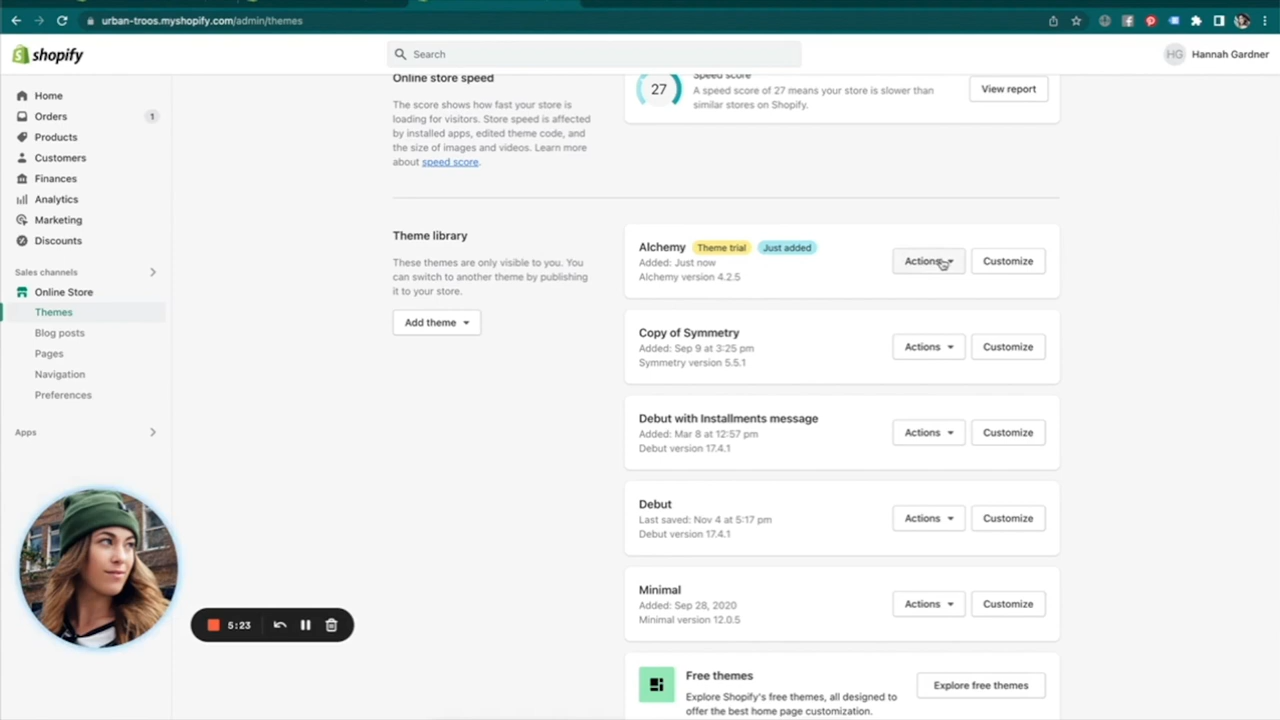 urban-troos.myshopify.com/admin/themes
shopify
Search
HG Hannah Gardner
Home
Orders 1
Products
Customers
Finances
Analytics
Marketing
Discounts
Sales channels
Online Store
Themes
Blog posts
Pages
Navigation
Preferences
Apps
5:23
Online store speed
The score shows how fast your store is
loading for visitors. Store speed is affected
by installed apps, edited theme code, and
the size of images and videos. Learn more
about speed score.
27
Speed score
A speed score of 27 means your store is slower than
similar stores on Shopify.
View report
Theme library
These themes are only visible to you. You
can switch to another theme by publishing
it to your store.
Add theme
Alchemy Theme trial Just added
Added: Just now
Alchemy version 4.2.5
Actions Customize
Copy of Symmetry
Added: Sep 9 at 3:25 pm
Symmetry version 5.5.1
Actions Customize
Debut with Installments message
Added: Mar 8 at 12:57 pm
Debut version 17.4.1
Actions Customize
Debut
Last saved: Nov 4 at 5:17 pm
Debut version 17.4.1
Actions Customize
Minimal
Added: Sep 28, 2020
Minimal version 12.0.5
Actions Customize
Free themes
Explore Shopify's free themes, all designed to
offer the best home page customization.
Explore free themes